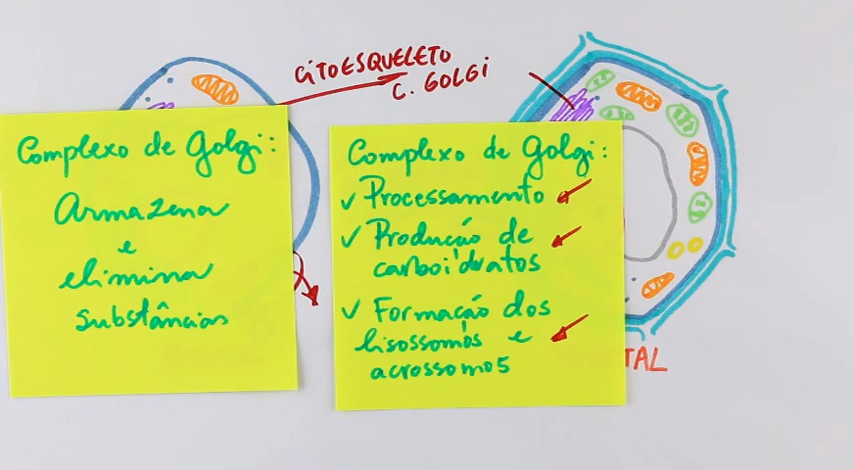 CITOESQUELETO
C. GOLGI
Complexo de Golgi:
Armazena
e
elimina
substâncias
Complexo de Golgi:
✓ Processamento
✓ Produção de
carboidratos
✓ Formação dos
lisossomos e
acrossomos
TAL